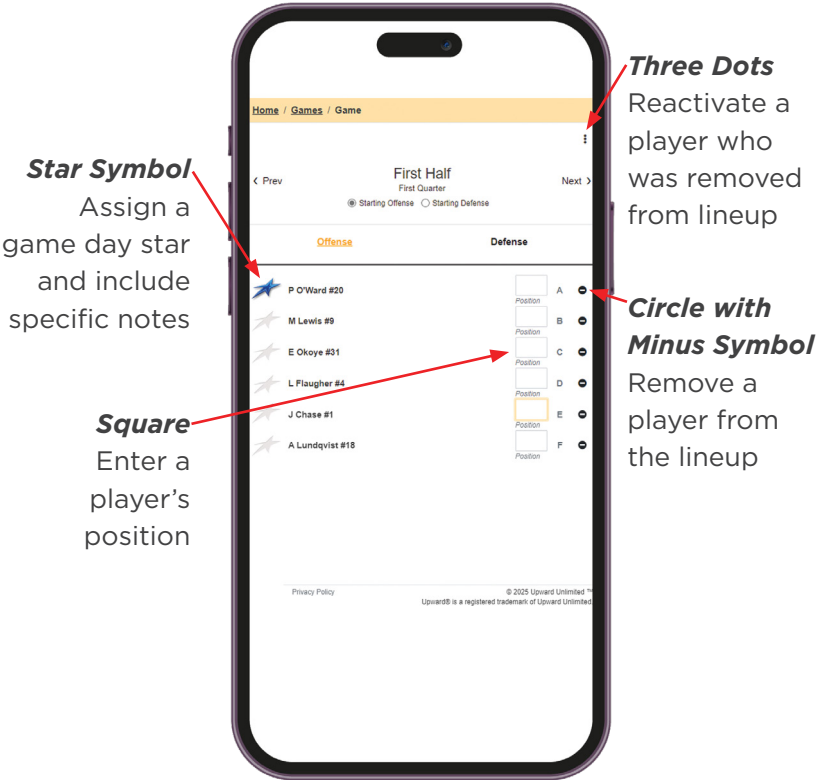 Three Dots
Reactivate a
player who
was removed
from lineup
Star Symbol
Assign a
game day star
and include
specific notes
Circle with
Minus Symbol
Remove a
player from
the lineup
Square
Enter a
player's
position
Home / Games / Game
‹ Prev
First Half
Next ›
First Quarter
Starting Offense Starting Defense
Offense Defense
P O'Ward #20 A
Position
M Lewis #9 B
Position
E Okoye #31 C
Position
L Flaugher #4 D
Position
J Chase #1 E
Position
A Lundqvist #18 F
Position
Privacy Policy © 2025 Upward Unlimited ™
Upward® is a registered trademark of Upward Unlimited.